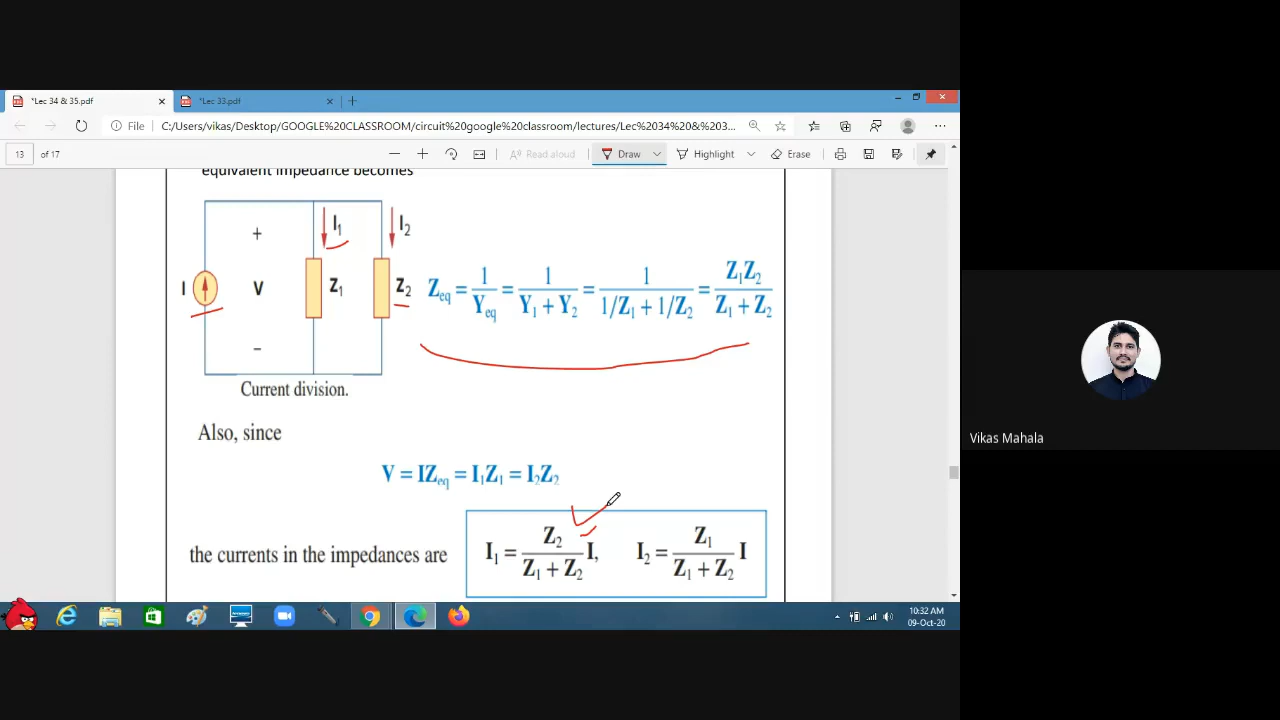 *Lec 34 & 35.pdf
*Lec 33.pdf
File
C:/Users/vikas/Desktop/GOOGLE%20CLASSROOM/circuit%20google%20classroom/lectures/Lec%2034%20&%203...
13 of 17
Read aloud
Draw
Highlight
Erase
equivalent impedance becomes
I + V − I₁ Z₁ I₂ Z₂
Z_eq = 1/Y_eq = 1/(Y₁ + Y₂) = 1/(1/Z₁ + 1/Z₂) = Z₁Z₂/(Z₁ + Z₂)
Current division.
Also, since
V = IZ_eq = I₁Z₁ = I₂Z₂
the currents in the impedances are
I₁ = Z₂/(Z₁ + Z₂) I, I₂ = Z₁/(Z₁ + Z₂) I
10:32 AM
09-Oct-20
Vikas Mahala